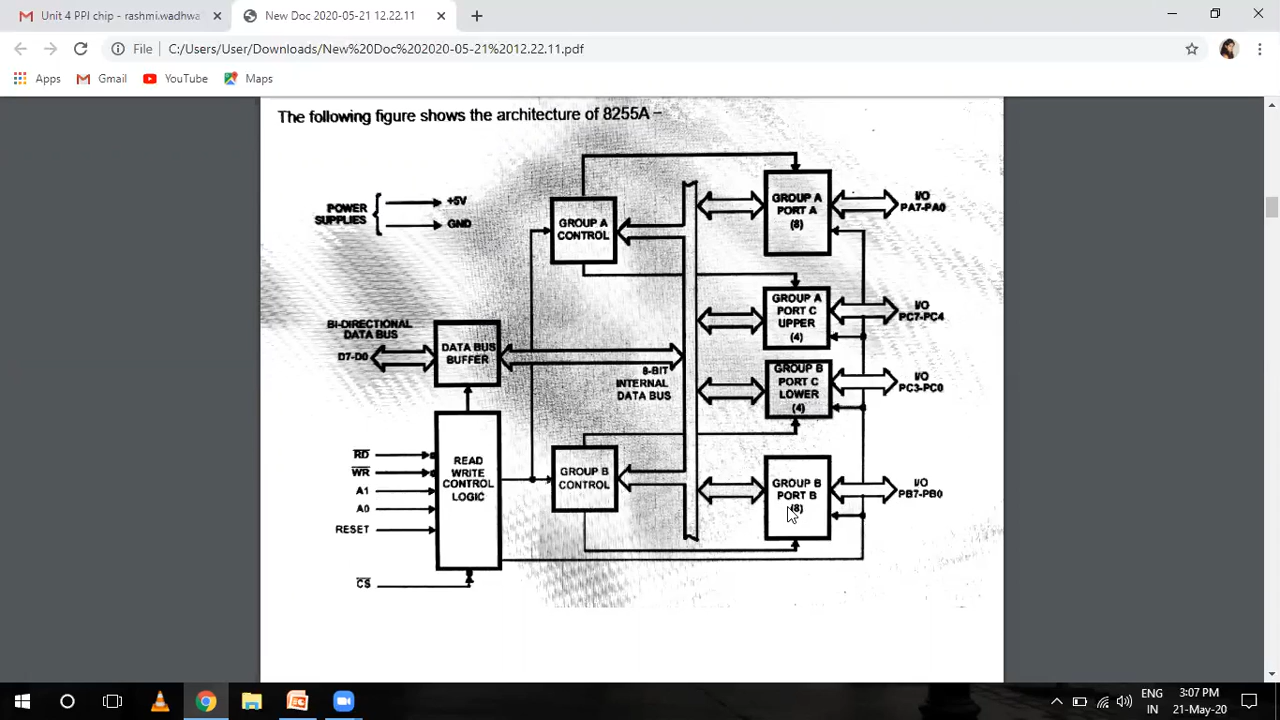 Unit 4 PPI chip - rashmi.wadhwa
New Doc 2020-05-21 12.22.11
File
C:/Users/User/Downloads/New%20Doc%202020-05-21%2012.22.11.pdf
Apps
Gmail
YouTube
Maps
The following figure shows the architecture of 8255A –
POWER
SUPPLIES
+5V
GND
GROUP A
CONTROL
GROUP A
PORT A
(8)
I/O
PA7-PA0
GROUP A
PORT C
UPPER
(4)
I/O
PC7-PC4
BI-DIRECTIONAL
DATA BUS
D7-D0
DATA BUS
BUFFER
8-BIT
INTERNAL
DATA BUS
GROUP B
PORT C
LOWER
(4)
I/O
PC3-PC0
RD
WR
A1
A0
RESET
CS
READ
WRITE
CONTROL
LOGIC
GROUP B
CONTROL
GROUP B
PORT B
(8)
I/O
PB7-PB0
ENG
IN
3:07 PM
21-May-20